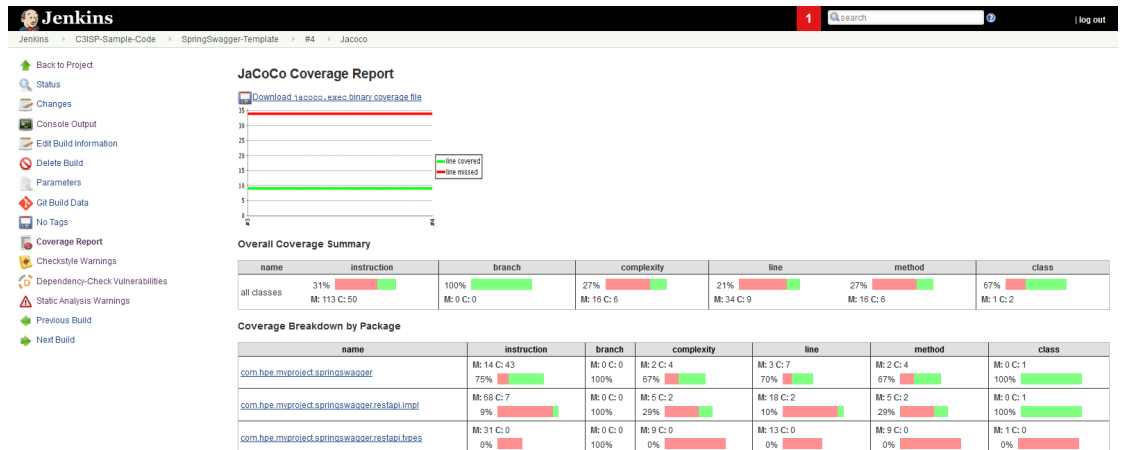 Jenkins
1
search
| log out
Jenkins C3ISP-Sample-Code SpringSwagger-Template #4 Jacoco
Back to Project
Status
Changes
Console Output
Edit Build Information
Delete Build
Parameters
Git Build Data
No Tags
Coverage Report
Checkstyle Warnings
Dependency-Check Vulnerabilities
Static Analysis Warnings
Previous Build
Next Build
JaCoCo Coverage Report
Download jacoco.exec binary coverage file
35
30
25
20
15
10
5
0
#3
#4
line covered
line missed
Overall Coverage Summary
name instruction branch complexity line method class
all classes
31% 100% 27% 21% 27% 67%
M: 113 C: 50 M: 0 C: 0 M: 16 C: 6 M: 34 C: 9 M: 16 C: 6 M: 1 C: 2
Coverage Breakdown by Package
name instruction branch complexity line method class
com.hpe.myproject.springswagger
M: 14 C: 43 M: 0 C: 0 M: 2 C: 4 M: 3 C: 7 M: 2 C: 4 M: 0 C: 1
75% 100% 67% 70% 67% 100%
com.hpe.myproject.springswagger.restapi.impl
M: 68 C: 7 M: 0 C: 0 M: 5 C: 2 M: 18 C: 2 M: 5 C: 2 M: 0 C: 1
9% 100% 29% 10% 29% 100%
com.hpe.myproject.springswagger.restapi.types
M: 31 C: 0 M: 0 C: 0 M: 9 C: 0 M: 13 C: 0 M: 9 C: 0 M: 1 C: 0
0% 100% 0% 0% 0% 0%